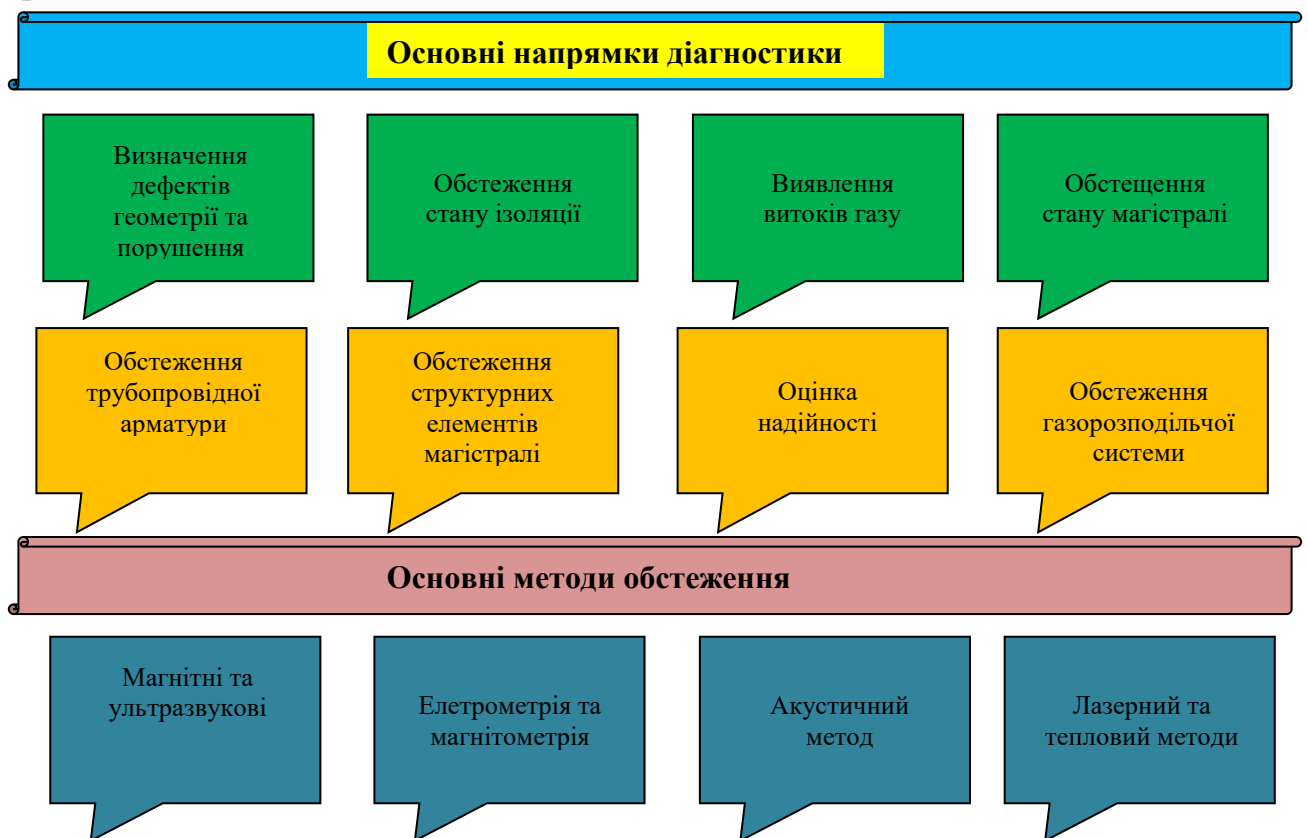 Основні напрямки діагностики
Визначення
дефектів
геометрії та
порушення
Обстеження
стану ізоляції
Виявлення
витоків газу
Обстещення
стану магістралі
Обстеження
трубопровідної
арматури
Обстеження
структурних
елементів
магістралі
Оцінка
надійності
Обстеження
газорозподільчої
системи
Основні методи обстеження
Магнітні та
ультразвукові
Елетрометрія та
магнітометрія
Акустичний
метод
Лазерний та
тепловий методи